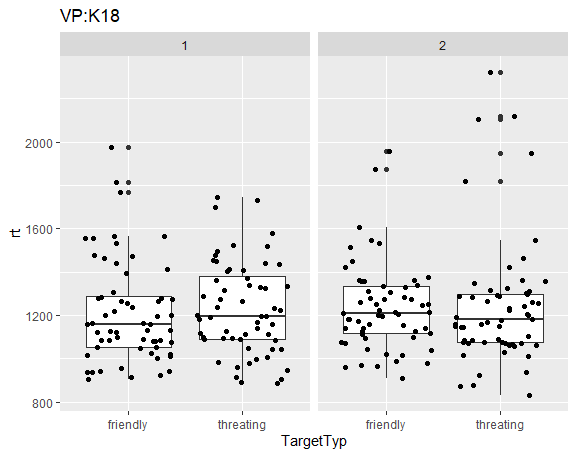 VP:K18
1 2
2000
1600
1200
800
rt
friendly threating friendly threating
TargetTyp